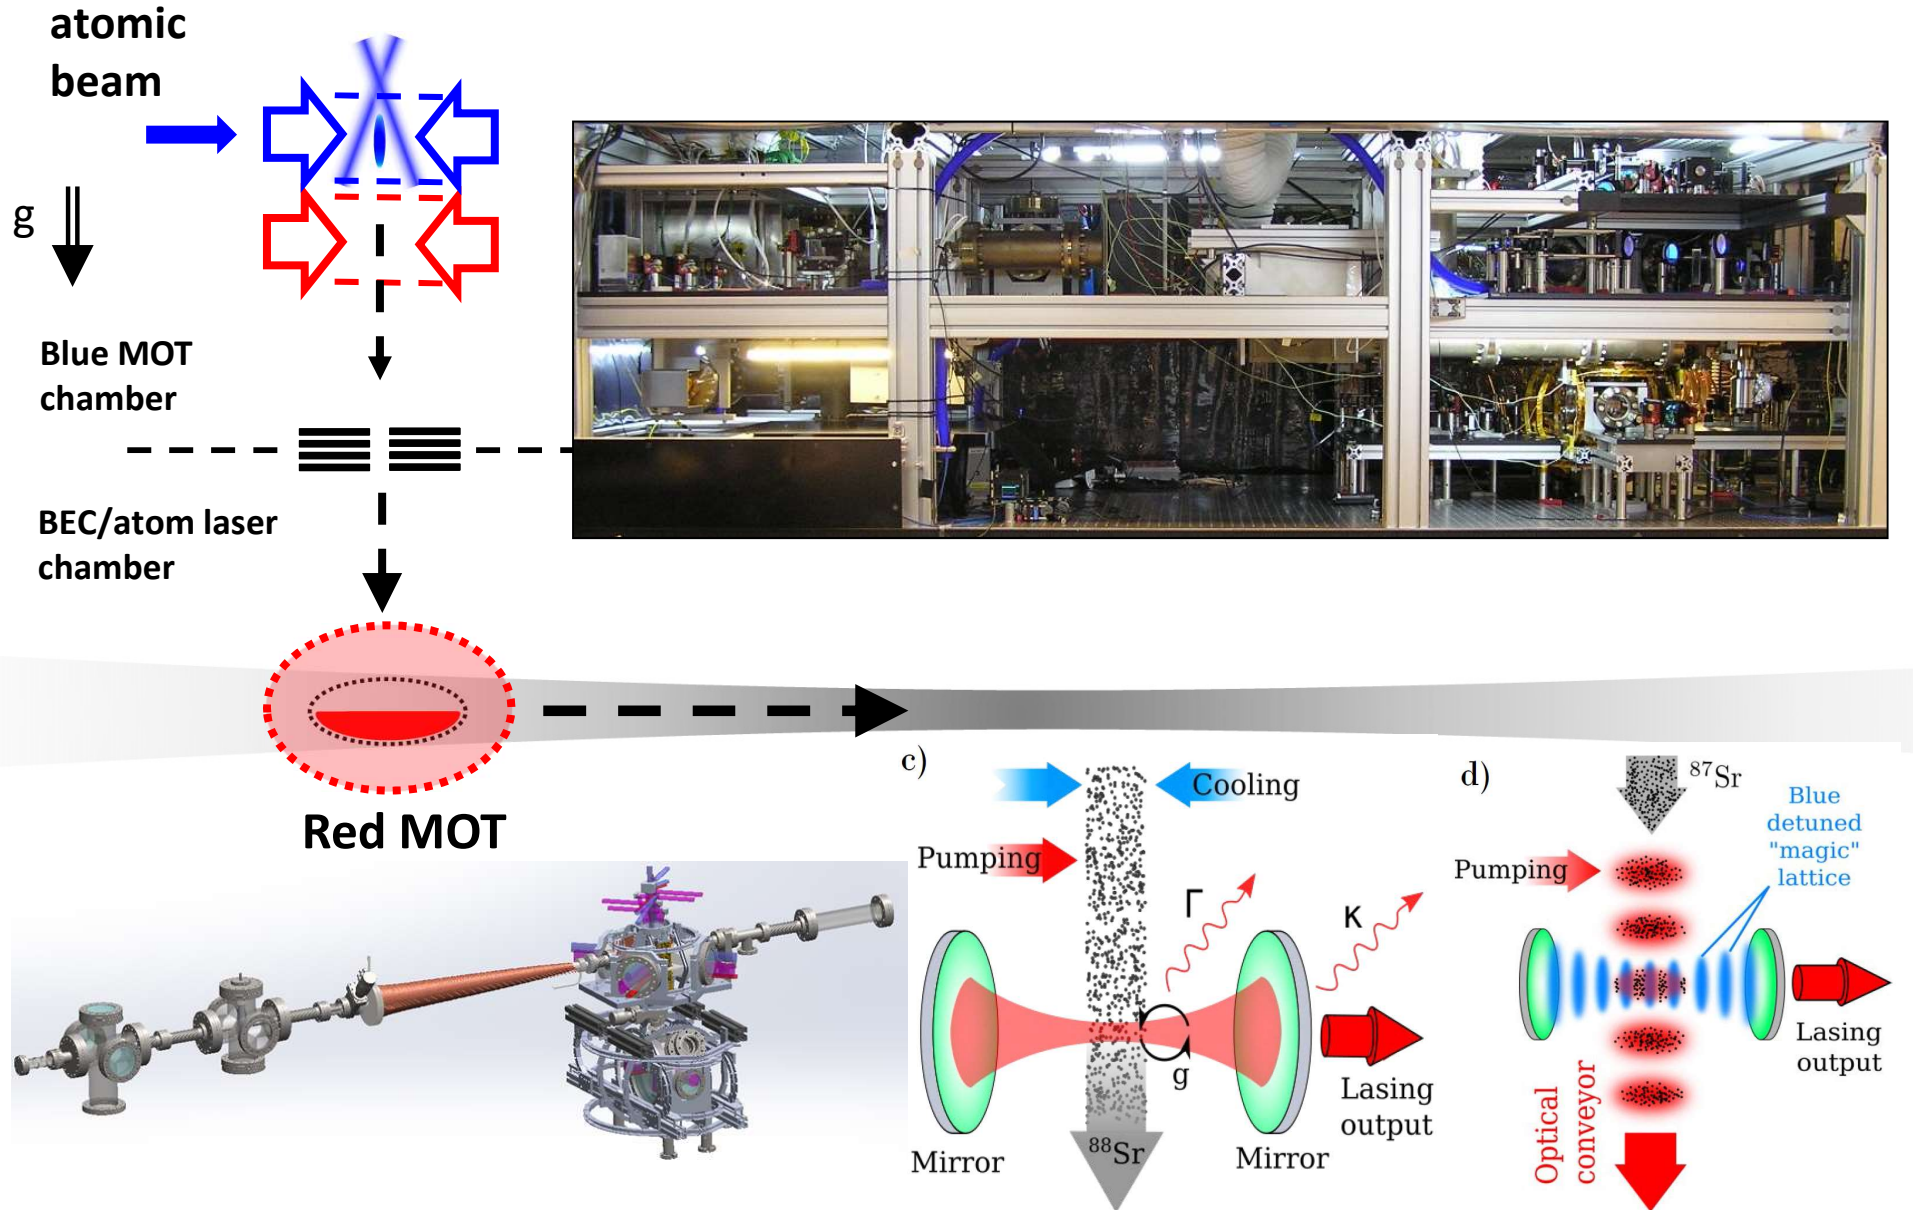 atomic
beam
g
Blue MOT
chamber
BEC/atom laser
chamber
Red MOT
c)
Cooling
Pumping
Γ
κ
g
Lasing
output
⁸⁸Sr
Mirror
Mirror
d)
⁸⁷Sr
Blue
detuned
"magic"
lattice
Pumping
Lasing
output
Optical
conveyor